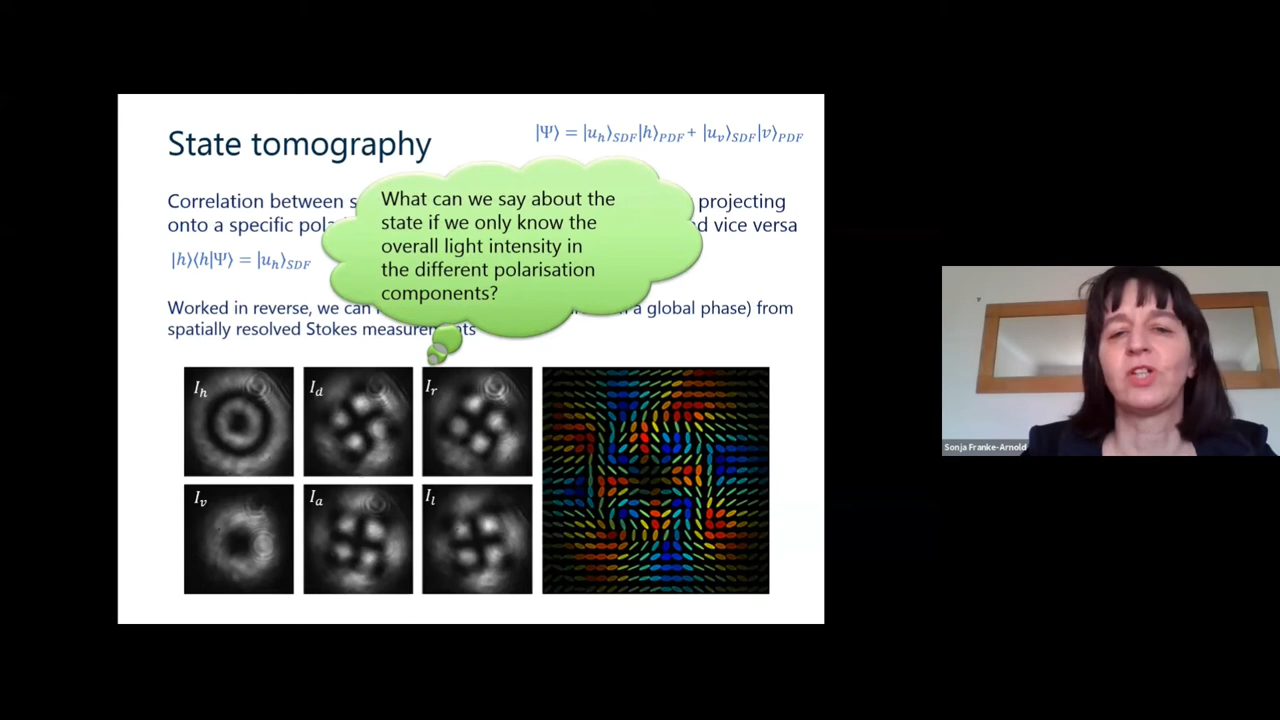 State tomography
|Ψ⟩ = |u_h⟩_SDF|h⟩_PDF + |u_v⟩_SDF|v⟩_PDF
Correlation between projecting
onto a specific nd vice versa
|h⟩⟨h|Ψ⟩ = |u_h⟩_SDF
What can we say about the
state if we only know the
overall light intensity in
the different polarisation
components?
Worked in reverse, we can a global phase) from
spatially resolved Stokes measurements
I_h
I_d
I_r
I_v
I_a
I_l
Sonja Franke-Arnold